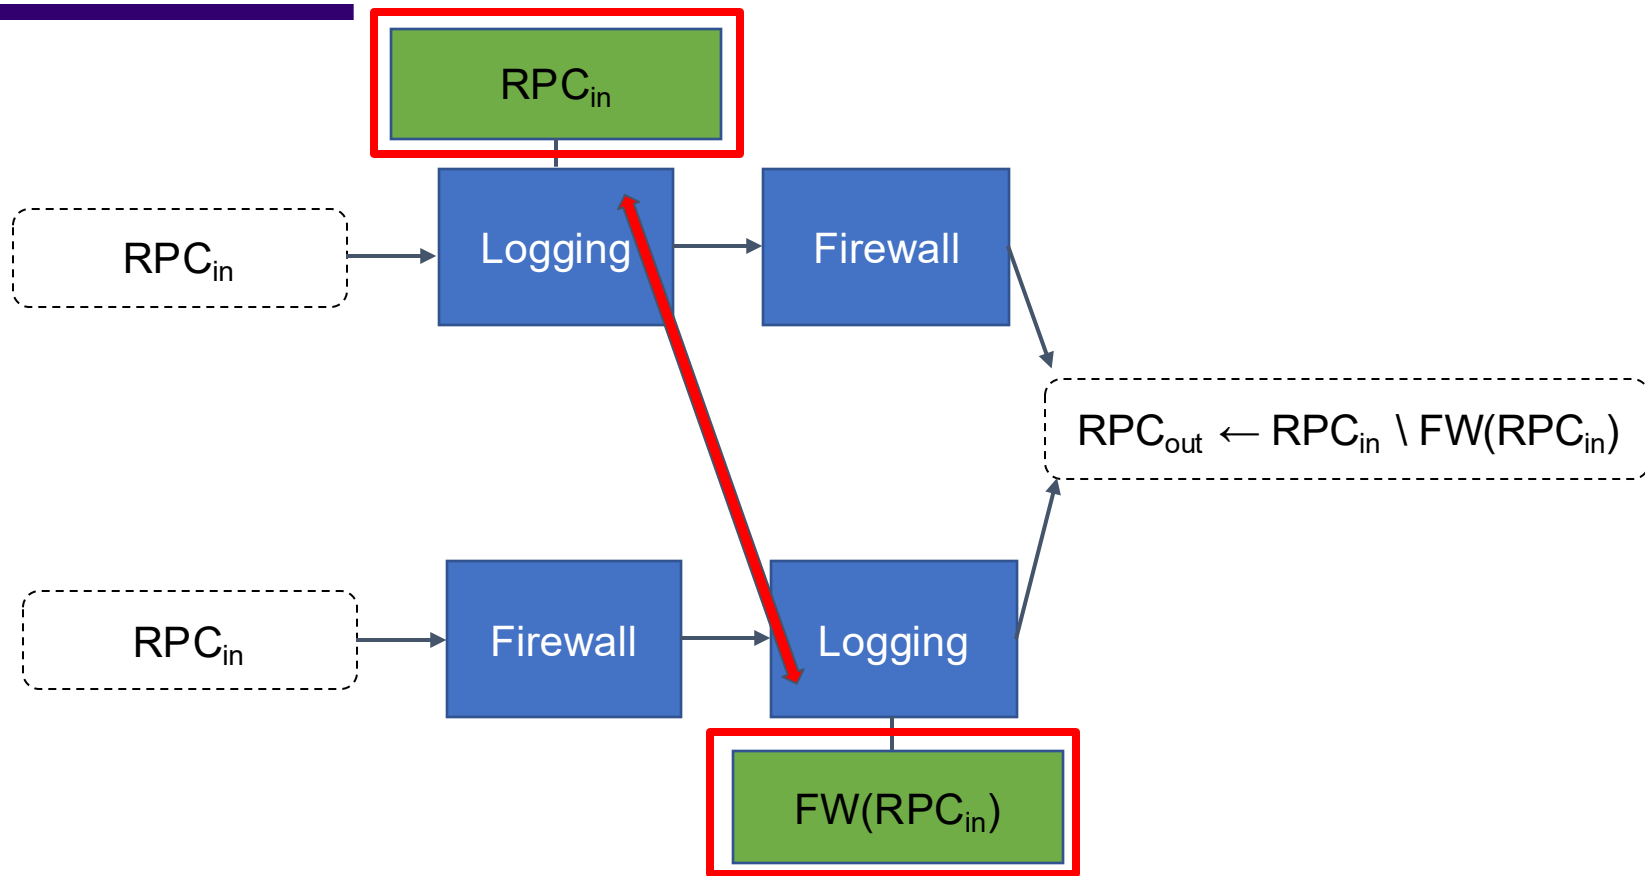 RPCin
RPCin
Logging
Firewall
RPCout ← RPCin \ FW(RPCin)
RPCin
Firewall
Logging
FW(RPCin)